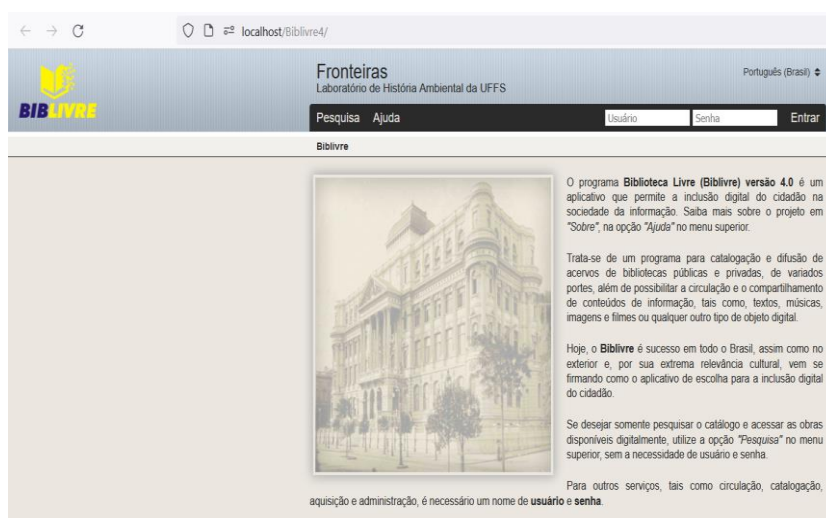 localhost/Biblivre4/
BIBLIVRE
Fronteiras
Laboratório de História Ambiental da UFFS
Português (Brasil)
Pesquisa Ajuda Usuário Senha Entrar
Biblivre
O programa Biblioteca Livre (Biblivre) versão 4.0 é um
aplicativo que permite a inclusão digital do cidadão na
sociedade da informação. Saiba mais sobre o projeto em
"Sobre", na opção "Ajuda" no menu superior.
Trata-se de um programa para catalogação e difusão de
acervos de bibliotecas públicas e privadas, de variados
portes, além de possibilitar a circulação e o compartilhamento
de conteúdos de informação, tais como, textos, músicas,
imagens e filmes ou qualquer outro tipo de objeto digital.
Hoje, o Biblivre é sucesso em todo o Brasil, assim como no
exterior e, por sua extrema relevância cultural, vem se
firmando como o aplicativo de escolha para a inclusão digital
do cidadão.
Se desejar somente pesquisar o catálogo e acessar as obras
disponíveis digitalmente, utilize a opção "Pesquisa" no menu
superior, sem a necessidade de usuário e senha.
Para outros serviços, tais como circulação, catalogação,
aquisição e administração, é necessário um nome de usuário e senha.